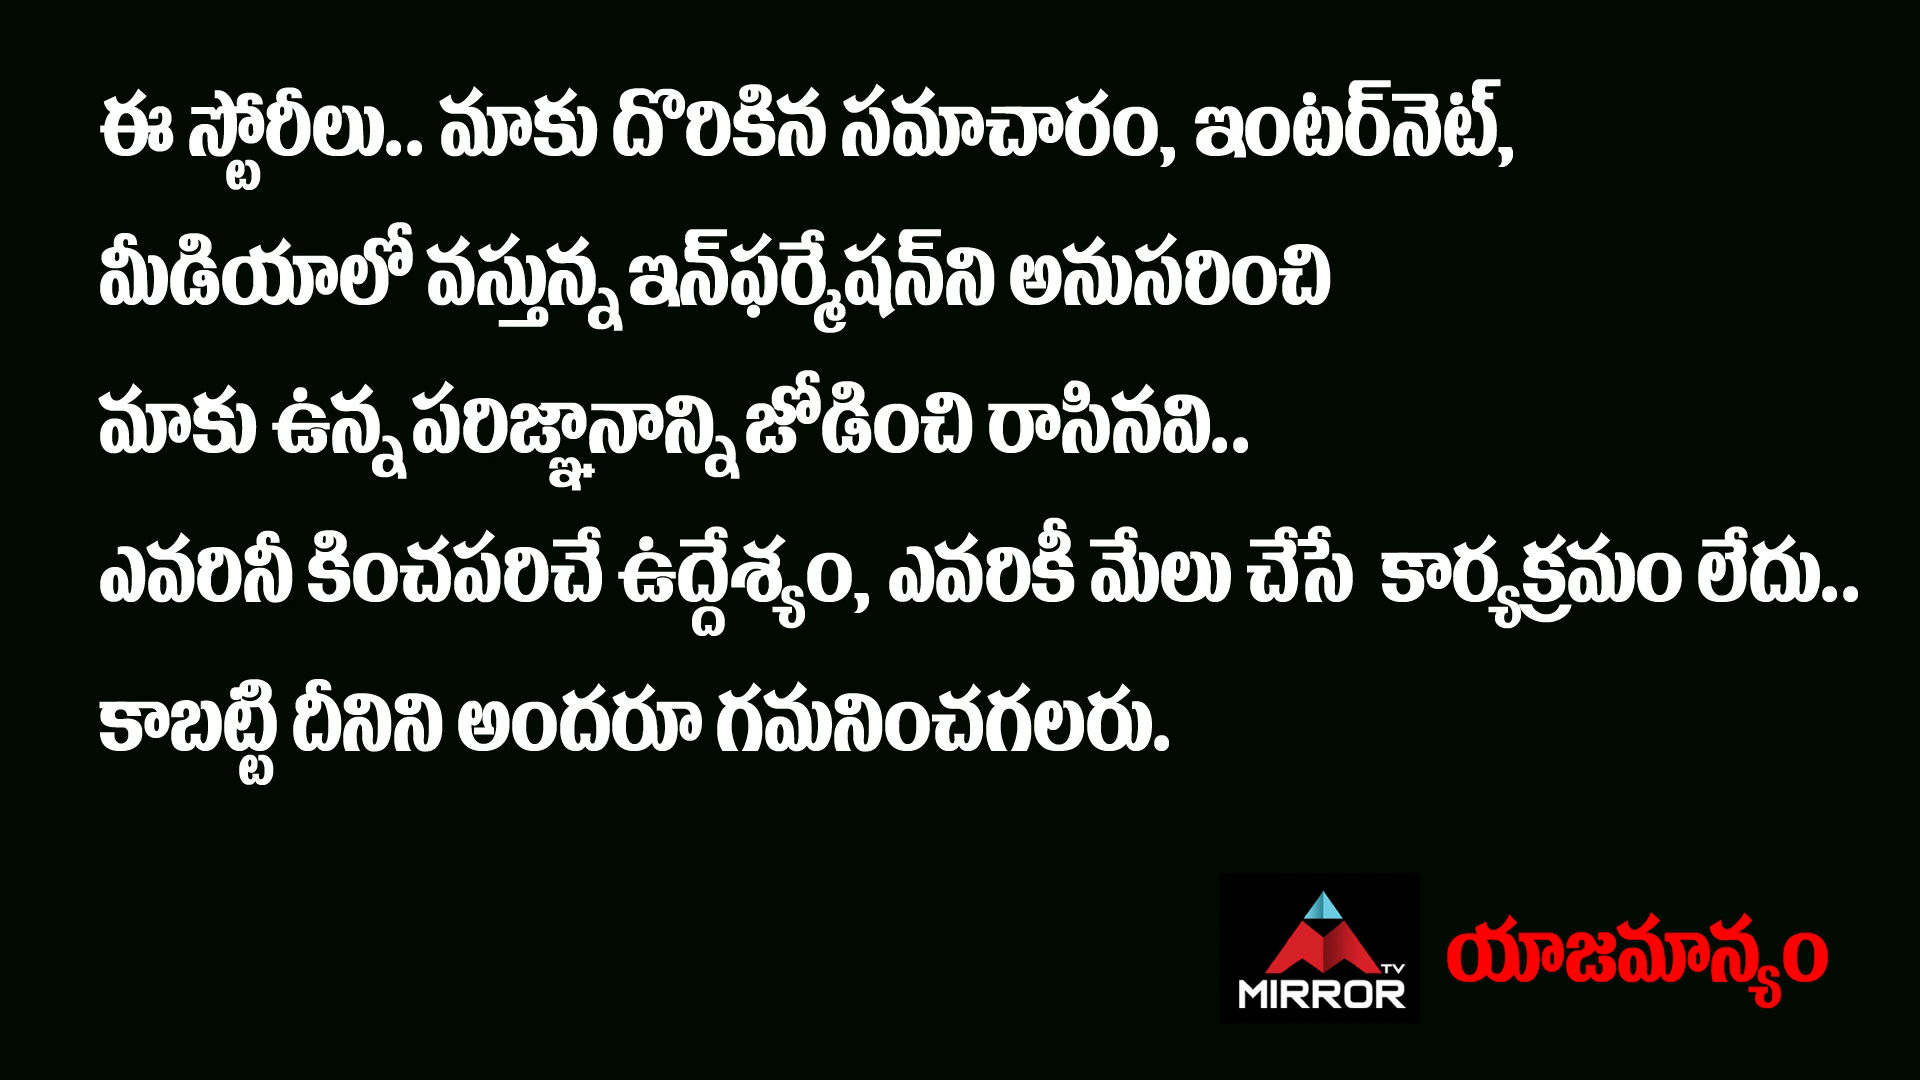 ఈ స్టోరీలు.. మాకు దొరికిన సమాచారం, ఇంటర్‌నెట్,
మీడియాలో వస్తున్న ఇన్‌ఫర్మేషన్‌ని అనుసరించి
మాకు ఉన్న పరిజ్ఞానాన్ని జోడించి రాసినవి..
ఎవరినీ కించపరిచే ఉద్దేశ్యం, ఎవరికీ మేలు చేసే కార్యక్రమం లేదు..
కాబట్టి దీనిని అందరూ గమనించగలరు.
TV
MIRROR
యాజమాన్యం